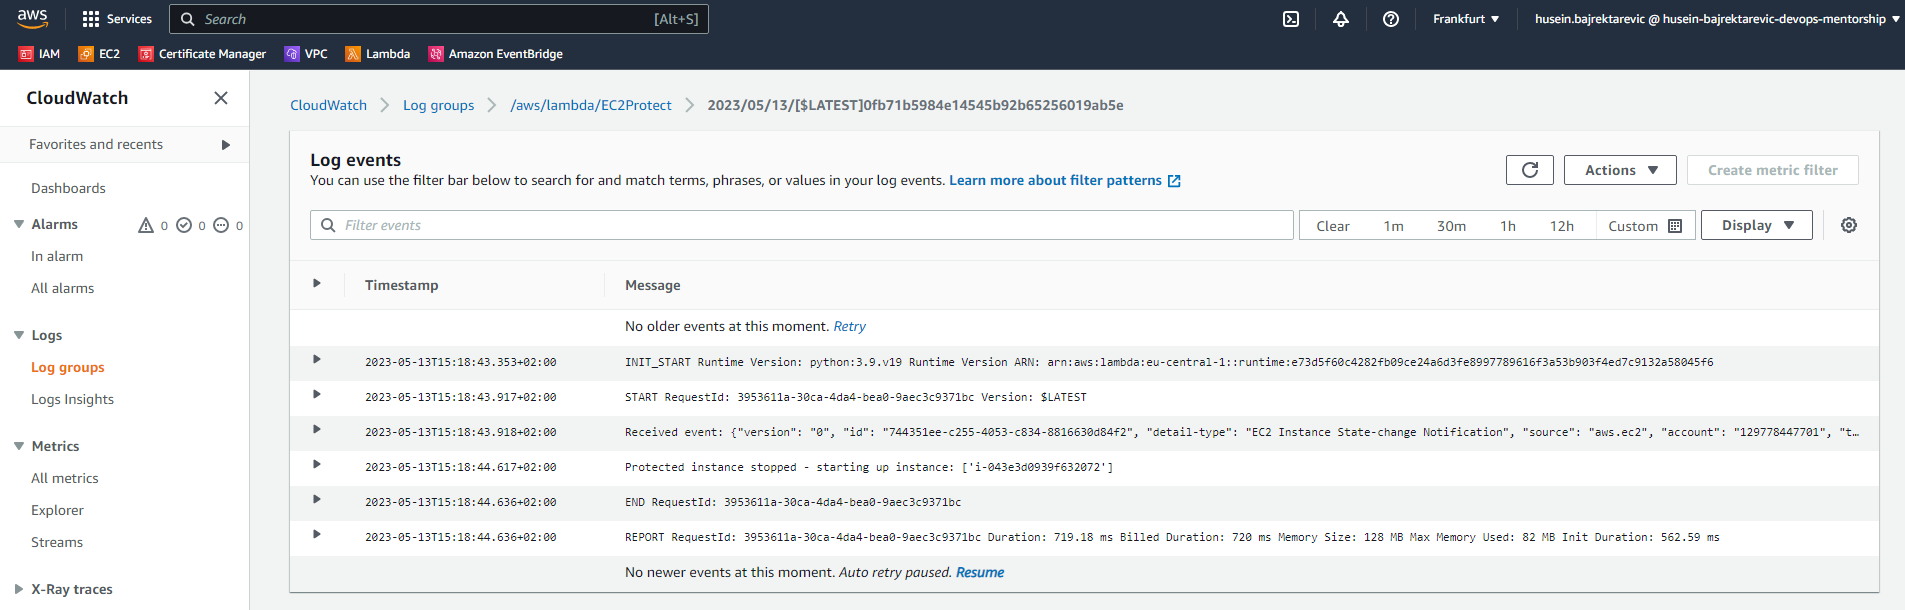 aws Services Search [Alt+S] Frankfurt husein.bajrektarevic @ husein-bajrektarevic-devops-mentorship
IAM EC2 Certificate Manager VPC Lambda Amazon EventBridge
CloudWatch
Favorites and recents
Dashboards
Alarms 0 0 0
In alarm
All alarms
Logs
Log groups
Logs Insights
Metrics
All metrics
Explorer
Streams
X-Ray traces
CloudWatch Log groups /aws/lambda/EC2Protect 2023/05/13/[$LATEST]0fb71b5984e14545b92b65256019ab5e
Log events
You can use the filter bar below to search for and match terms, phrases, or values in your log events. Learn more about filter patterns
Actions Create metric filter
Filter events Clear 1m 30m 1h 12h Custom Display
Timestamp Message
No older events at this moment. Retry
2023-05-13T15:18:43.353+02:00 INIT_START Runtime Version: python:3.9.v19 Runtime Version ARN: arn:aws:lambda:eu-central-1::runtime:e73d5f60c4282fb09ce24a6d3fe8997789616f3a53b903f4ed7c9132a58045f6
2023-05-13T15:18:43.917+02:00 START RequestId: 3953611a-30ca-4da4-bea0-9aec3c9371bc Version: $LATEST
2023-05-13T15:18:43.918+02:00 Received event: {"version": "0", "id": "744351ee-c255-4053-c834-8816630d84f2", "detail-type": "EC2 Instance State-change Notification", "source": "aws.ec2", "account": "129778447701", "t…
2023-05-13T15:18:44.617+02:00 Protected instance stopped - starting up instance: ['i-043e3d0939f632072']
2023-05-13T15:18:44.636+02:00 END RequestId: 3953611a-30ca-4da4-bea0-9aec3c9371bc
2023-05-13T15:18:44.636+02:00 REPORT RequestId: 3953611a-30ca-4da4-bea0-9aec3c9371bc Duration: 719.18 ms Billed Duration: 720 ms Memory Size: 128 MB Max Memory Used: 82 MB Init Duration: 562.59 ms
No newer events at this moment. Auto retry paused. Resume